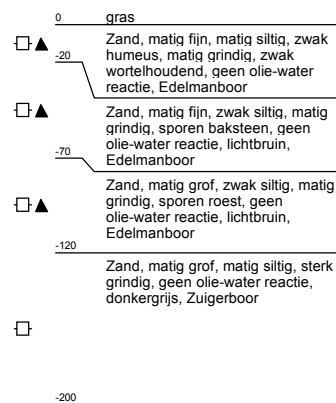 0 gras
Zand, matig fijn, matig siltig, zwak
humeus, matig grindig, zwak
-20
wortelhoudend, geen olie-water
reactie, Edelmanboor
Zand, matig fijn, zwak siltig, matig
grindig, sporen baksteen, geen
olie-water reactie, lichtbruin,
-70
Edelmanboor
Zand, matig grof, zwak siltig, matig
grindig, sporen roest, geen
olie-water reactie, lichtbruin,
Edelmanboor
-120
Zand, matig grof, matig siltig, sterk
grindig, geen olie-water reactie,
donkergrijs, Zuigerboor
-200